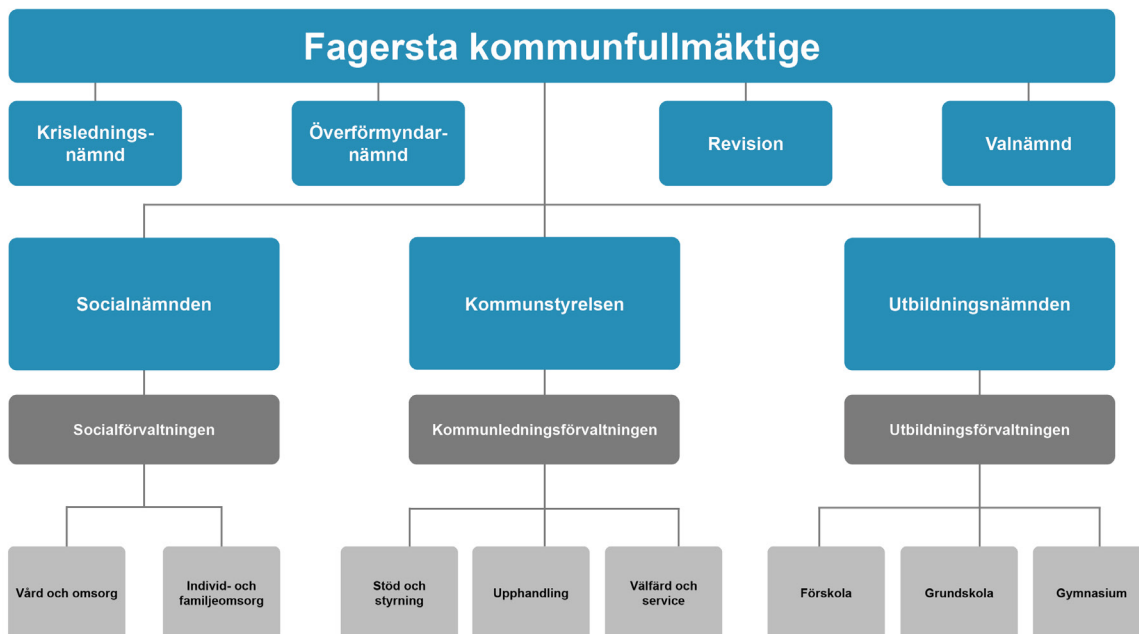 Fagersta kommunfullmäktige
Krislednings-
nämnd
Överförmyndar-
nämnd
Revision
Valnämnd
Socialnämnden
Kommunstyrelsen
Utbildningsnämnden
Socialförvaltningen
Kommunledningsförvaltningen
Utbildningsförvaltningen
Vård och omsorg
Individ- och
familjeomsorg
Stöd och
styrning
Upphandling
Välfärd och
service
Förskola
Grundskola
Gymnasium